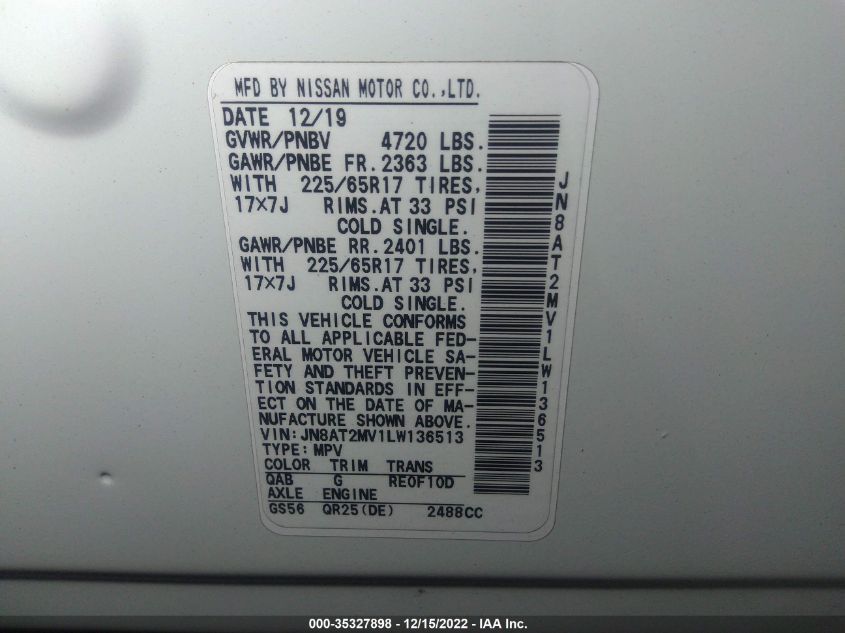 MFD BY NISSAN MOTOR CO.,LTD.
DATE 12/19
GVWR/PNBV 4720 LBS.
GAWR/PNBE FR. 2363 LBS.
WITH 225/65R17 TIRES,
17×7J RIMS. AT 33 PSI
COLD SINGLE.
GAWR/PNBE RR. 2401 LBS.
WITH 225/65R17 TIRES,
17×7J RIMS. AT 33 PSI
COLD SINGLE.
THIS VEHICLE CONFORMS
TO ALL APPLICABLE FED-
ERAL MOTOR VEHICLE SA-
FETY AND THEFT PREVEN-
TION STANDARDS IN EFF-
ECT ON THE DATE OF MA-
NUFACTURE SHOWN ABOVE.
VIN:JN8AT2MV1LW136513
TYPE:MPV
COLOR TRIM TRANS
QAB G RE0F10D
AXLE ENGINE
GS56 QR25(DE) 2488CC
JN8AT2MV1LW136513
000-35327898 - 12/15/2022 - IAA Inc.